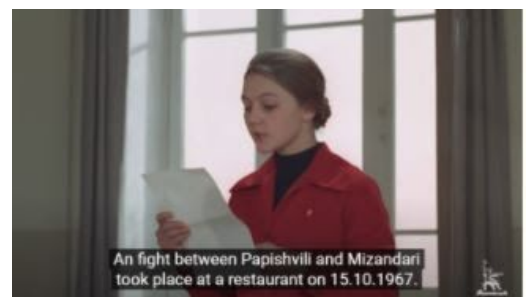 An fight between Papishvili and Mizandari
took place at a restaurant on 15.10.1967.